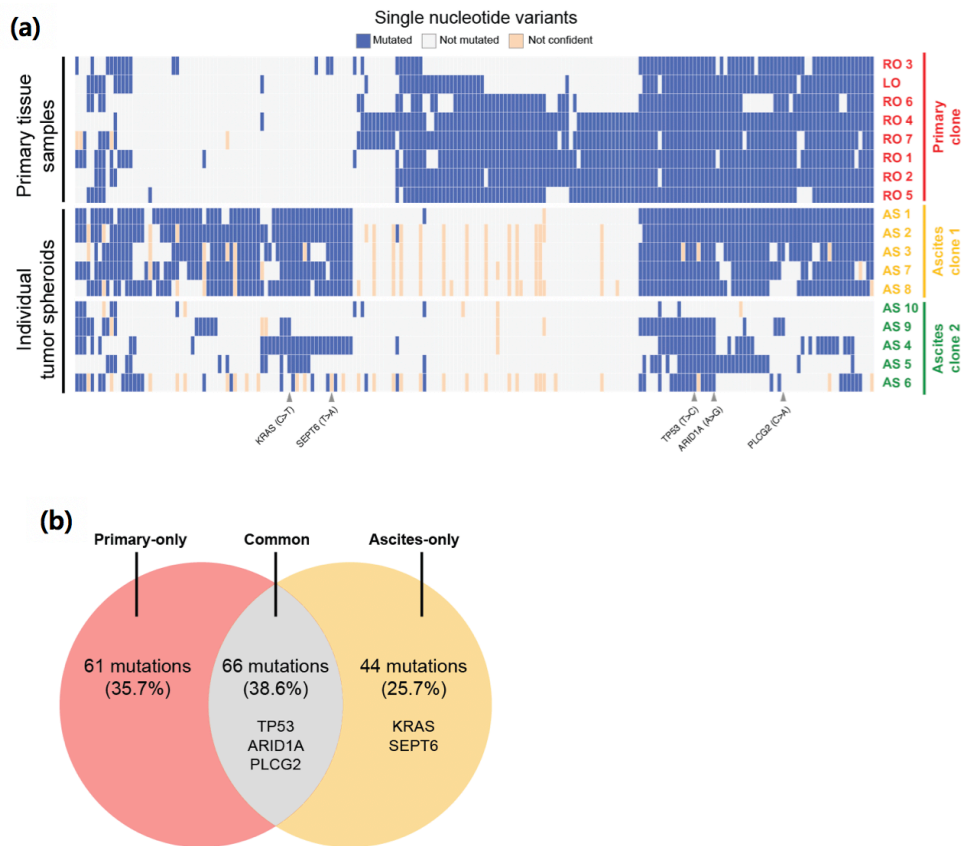 (a)
Single nucleotide variants
Mutated
Not mutated
Not confident
Primary tissue
samples
RO 3
LO
RO 6
RO 4
RO 7
RO 1
RO 2
RO 5
Primary
clone
Individual
tumor spheroids
AS 1
AS 2
AS 3
AS 7
AS 8
Ascites
clone 1
AS 10
AS 9
AS 4
AS 5
AS 6
Ascites
clone 2
KRAS (C>T)
SEPT6 (T>A)
TP53 (T>C)
ARID1A (A>G)
PLCG2 (C>A)
(b)
Primary-only
Common
Ascites-only
61 mutations
(35.7%)
66 mutations
(38.6%)
TP53
ARID1A
PLCG2
44 mutations
(25.7%)
KRAS
SEPT6